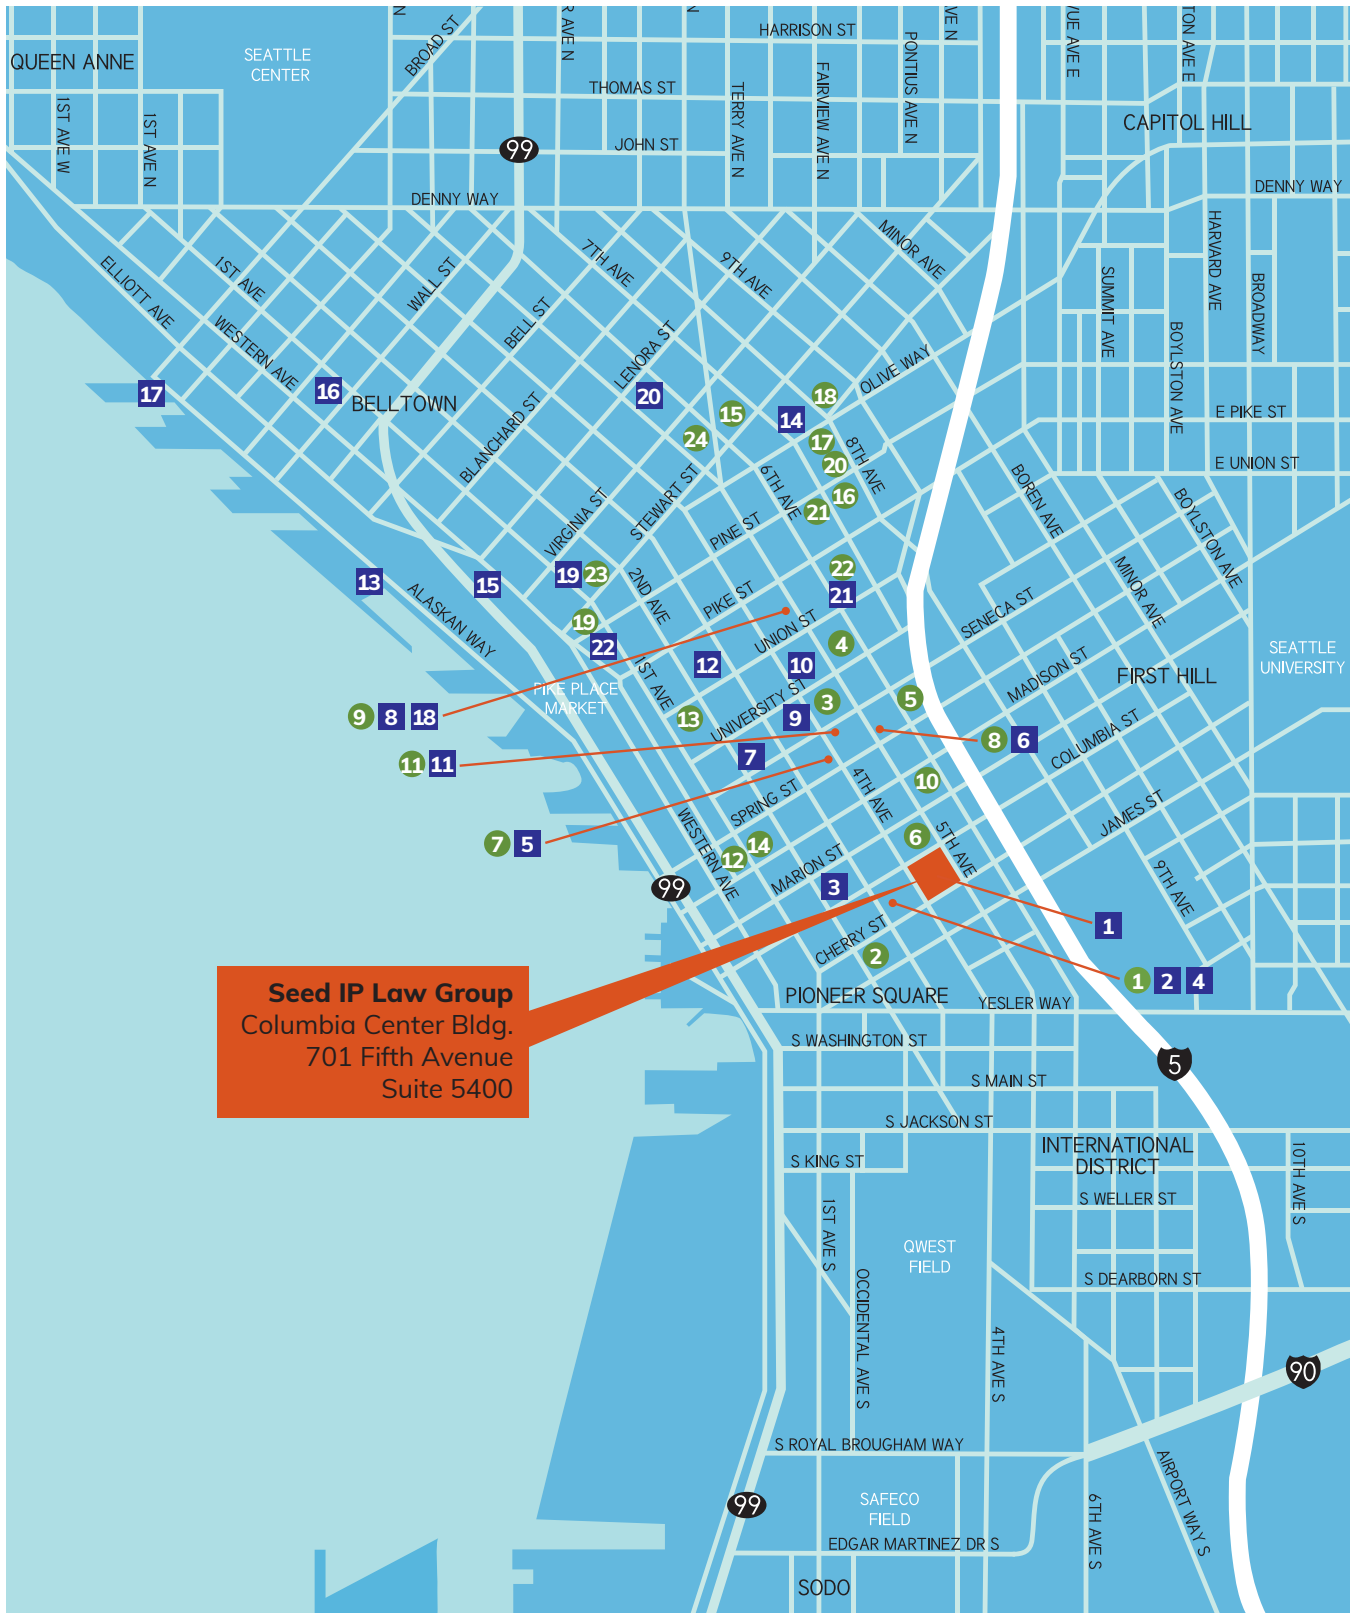 N
R AVE N
N
VE N
VUE AVE E
TON AVE E
BROAD ST
HARRISON ST
PONTIUS AVE N
QUEEN ANNE
SEATTLE
CENTER
THOMAS ST
TERRY AVE N
FAIRVIEW AVE N
1ST AVE W
1ST AVE N
CAPITOL HILL
99
JOHN ST
DENNY WAY
DENNY WAY
ELLIOTT AVE
1ST AVE
WALL ST
7TH AVE
9TH AVE
MINOR AVE
HARVARD AVE
SUMMIT AVE
BROADWAY
WESTERN AVE
BELL ST
LENORA ST
OLIVE WAY
BOYLSTON AVE
17
16
BELLTOWN
20
15
14
18
E PIKE ST
BLANCHARD ST
24
17
8TH AVE
20
E UNION ST
STEWART ST
6TH AVE
16
21
BOREN AVE
BOYLSTON AVE
VIRGINIA ST
PINE ST
13
15
19
23
2ND AVE
22
21
MINOR AVE
ALASKAN WAY
PIKE ST
SENECA ST
19
22
UNION ST
4
SEATTLE
UNIVERSITY
1ST AVE
12
10
MADISON ST
FIRST HILL
PIKE PLACE
MARKET
9
8
18
13
UNIVERSITY ST
9
3
5
8
6
COLUMBIA ST
11
11
7
4TH AVE
10
SPRING ST
JAMES ST
WESTERN AVE
7
5
12
14
6
5TH AVE
MARION ST
9TH AVE
99
3
1
CHERRY ST
2
1
2
4
Seed IP Law Group
Columbia Center Bldg.
701 Fifth Avenue
Suite 5400
PIONEER SQUARE
YESLER WAY
S WASHINGTON ST
5
S MAIN ST
S JACKSON ST
INTERNATIONAL
DISTRICT
S KING ST
10TH AVE S
S WELLER ST
1ST AVE S
QWEST
FIELD
OCCIDENTAL AVE S
S DEARBORN ST
4TH AVE S
90
S ROYAL BROUGHAM WAY
AIRPORT WAY S
99
SAFECO
FIELD
6TH AVE S
EDGAR MARTINEZ DR S
SODO